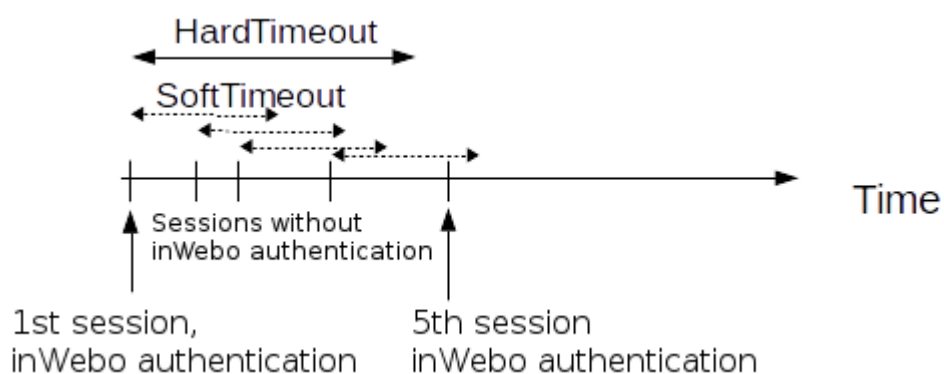 HardTimeout
SoftTimeout
Time
Sessions without
inWebo authentication
1st session,
inWebo authentication
5th session
inWebo authentication